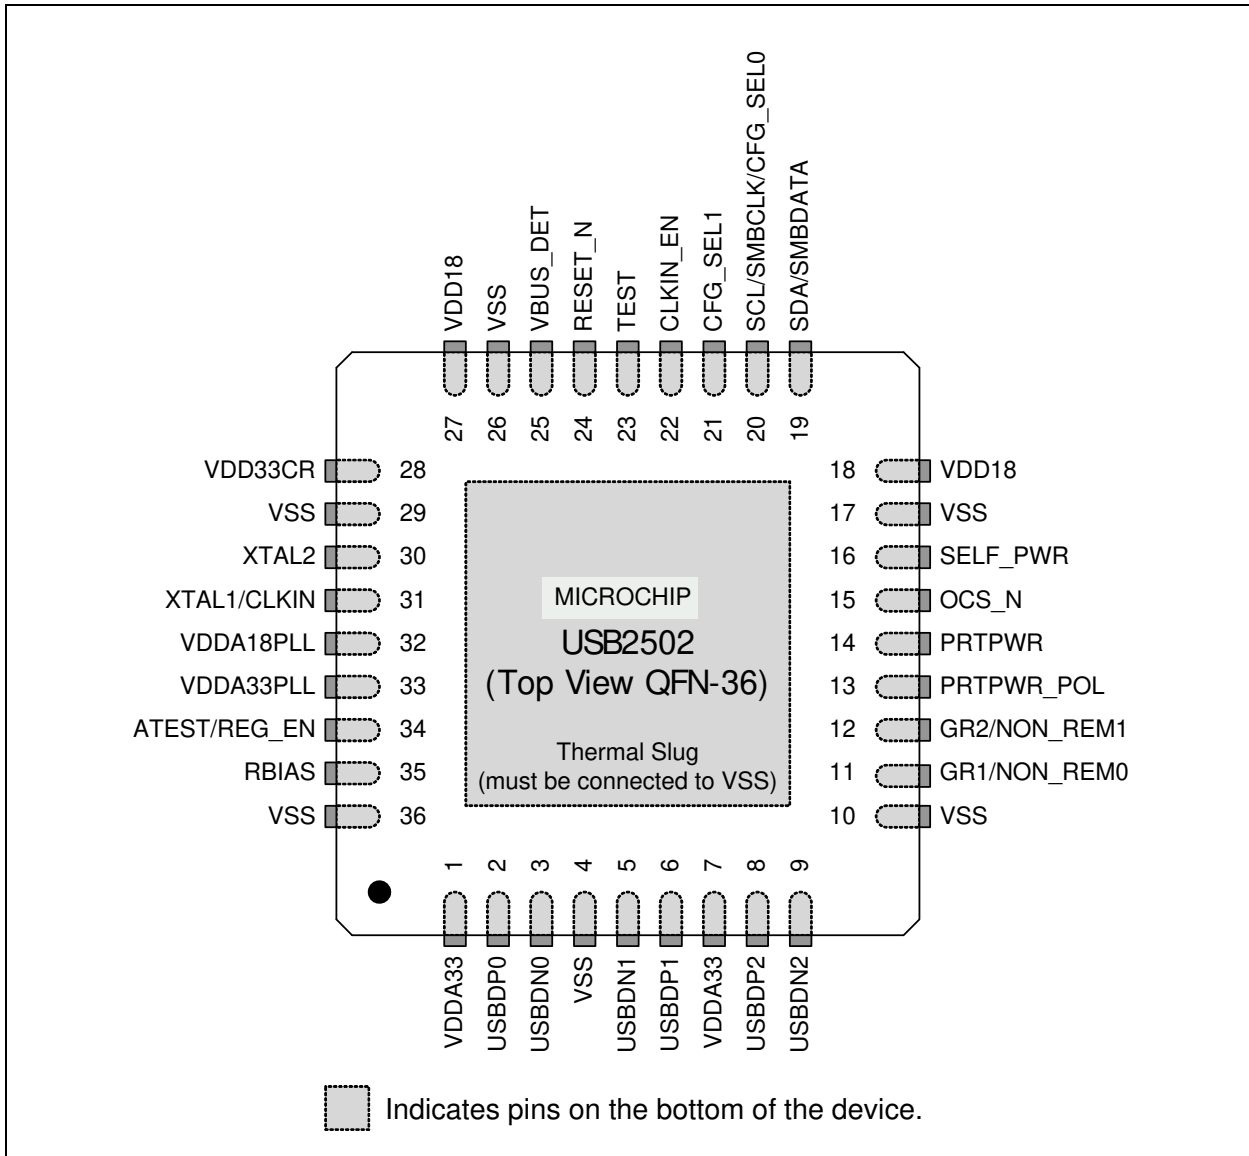 VDD18
VSS
VBUS_DET
RESET_N
TEST
CLKIN_EN
CFG_SEL1
SCL/SMBCLK/CFG_SEL0
SDA/SMBDATA
27
26
25
24
23
22
21
20
19
VDD33CR 28
VSS 29
XTAL2 30
XTAL1/CLKIN 31
VDDA18PLL 32
VDDA33PLL 33
ATEST/REG_EN 34
RBIAS 35
VSS 36
MICROCHIP
USB2502
(Top View QFN-36)
Thermal Slug
(must be connected to VSS)
18 VDD18
17 VSS
16 SELF_PWR
15 OCS_N
14 PRTPWR
13 PRTPWR_POL
12 GR2/NON_REM1
11 GR1/NON_REM0
10 VSS
1
2
3
4
5
6
7
8
9
VDDA33
USBDP0
USBDN0
VSS
USBDN1
USBDP1
VDDA33
USBDP2
USBDN2
Indicates pins on the bottom of the device.